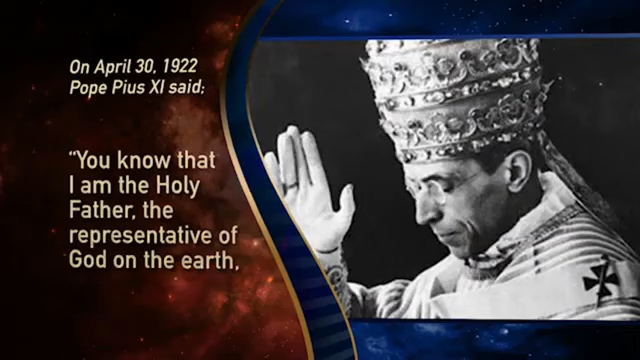 On April 30, 1922
Pope Pius XI said:
“You know that
I am the Holy
Father, the
representative of
God on the earth,